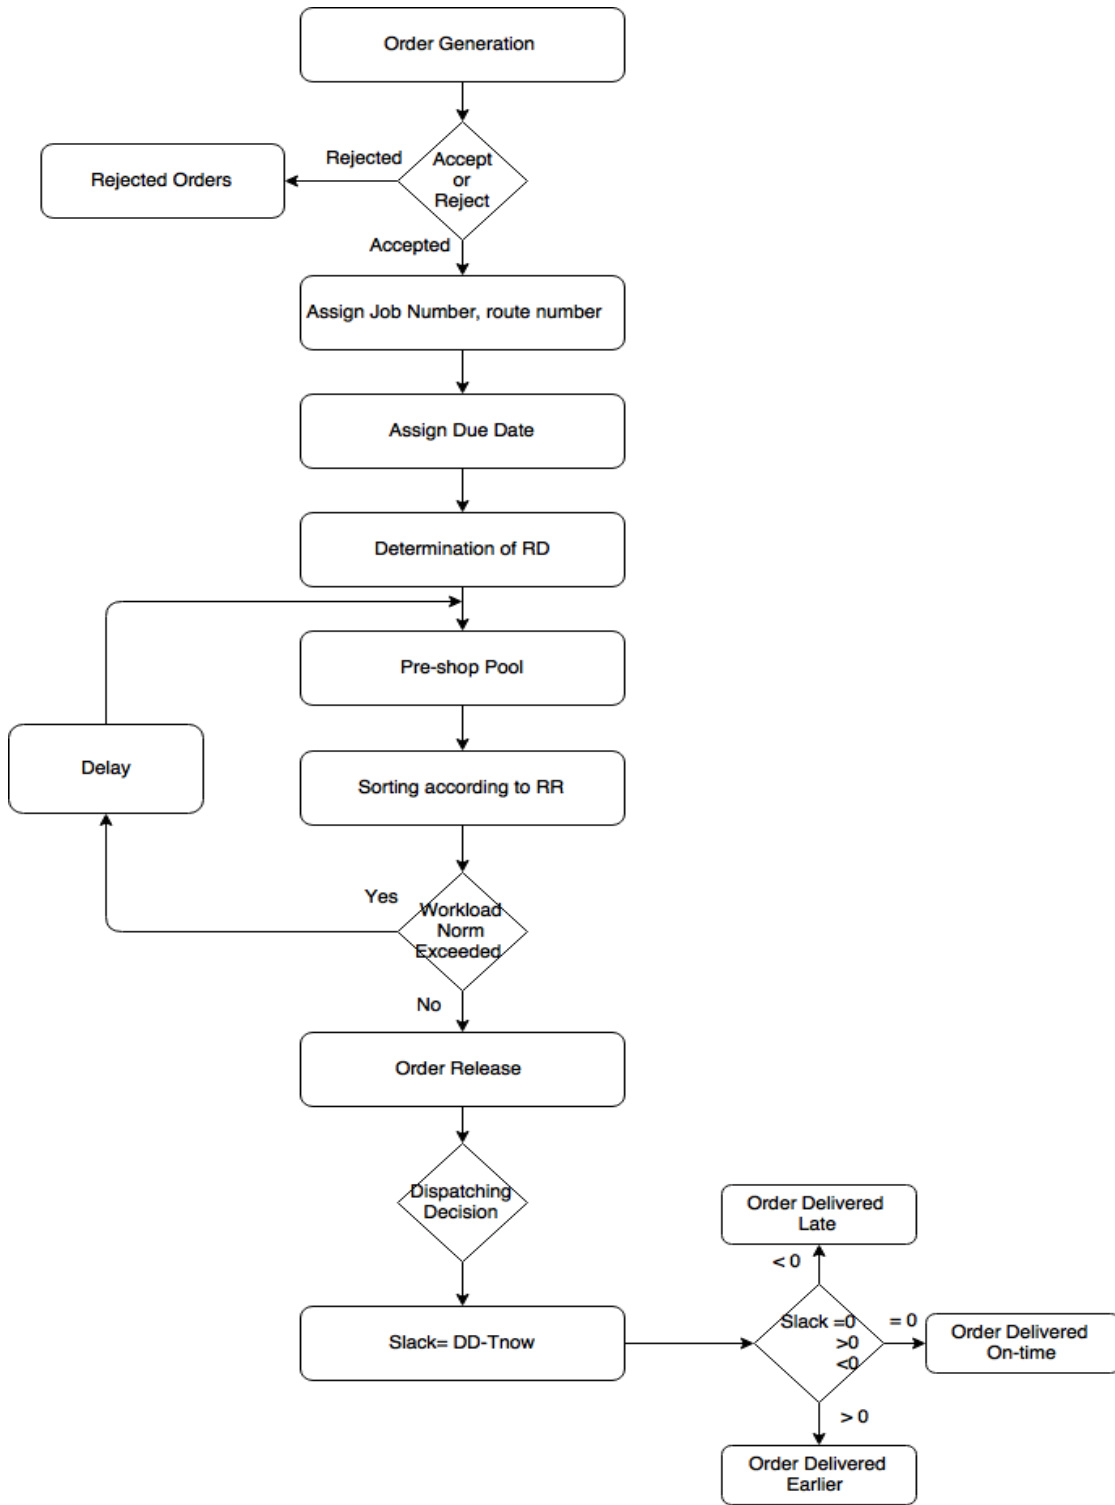 Order Generation
Rejected
Accept
or
Reject
Rejected Orders
Accepted
Assign Job Number, route number
Assign Due Date
Determination of RD
Pre-shop Pool
Delay
Sorting according to RR
Yes
Workload
Norm
Exceeded
No
Order Release
Dispatching
Decision
Slack= DD-Tnow
Order Delivered
Late
< 0
Slack =0
>0
<0
= 0
Order Delivered
On-time
> 0
Order Delivered
Earlier